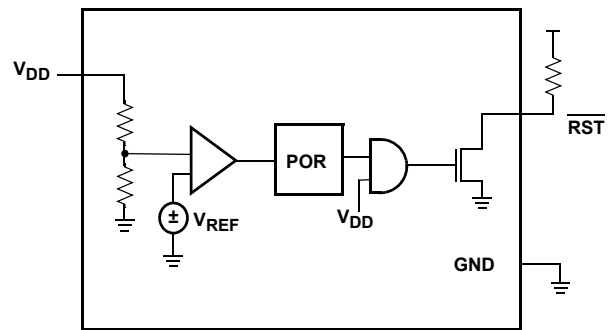 V_DD
RST
POR
V_DD
± V_REF
GND